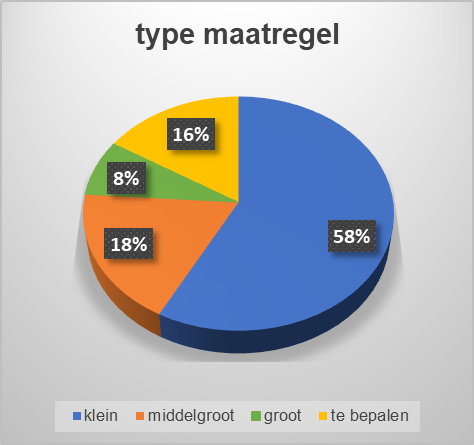 type maatregel
16%
8%
18%
58%
klein middelgroot groot te bepalen